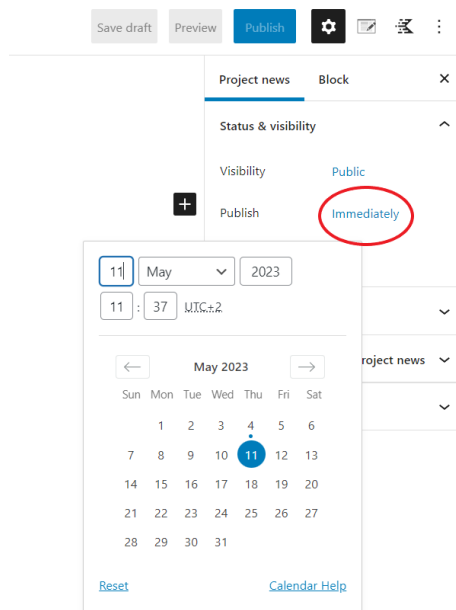 Save draft Preview Publish
Project news Block
Status & visibility
Visibility Public
Publish Immediately
11 May 2023
11 : 37 UTC+2
roject news
May 2023
Sun Mon Tue Wed Thu Fri Sat
1 2 3 4 5 6
7 8 9 10 11 12 13
14 15 16 17 18 19 20
21 22 23 24 25 26 27
28 29 30 31
Reset Calendar Help